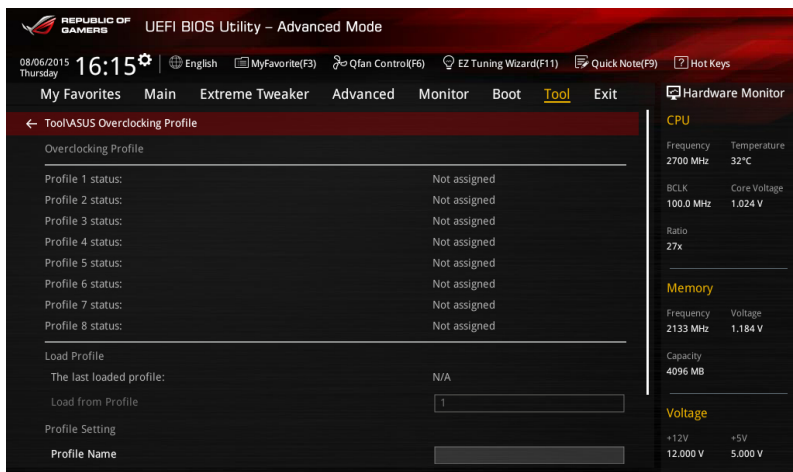 REPUBLIC OF GAMERS
UEFI BIOS Utility – Advanced Mode
08/06/2015 Thursday 16:15 English MyFavorite(F3) Qfan Control(F6) EZ Tuning Wizard(F11) Quick Note(F9) ? Hot Keys
My Favorites Main Extreme Tweaker Advanced Monitor Boot Tool Exit
← Tool\ASUS Overclocking Profile
Overclocking Profile
Profile 1 status: Not assigned
Profile 2 status: Not assigned
Profile 3 status: Not assigned
Profile 4 status: Not assigned
Profile 5 status: Not assigned
Profile 6 status: Not assigned
Profile 7 status: Not assigned
Profile 8 status: Not assigned
Load Profile
The last loaded profile: N/A
Load from Profile 1
Profile Setting
Profile Name
Hardware Monitor
CPU
Frequency Temperature
2700 MHz 32°C
BCLK Core Voltage
100.0 MHz 1.024 V
Ratio
27x
Memory
Frequency Voltage
2133 MHz 1.184 V
Capacity
4096 MB
Voltage
+12V +5V
12.000 V 5.000 V